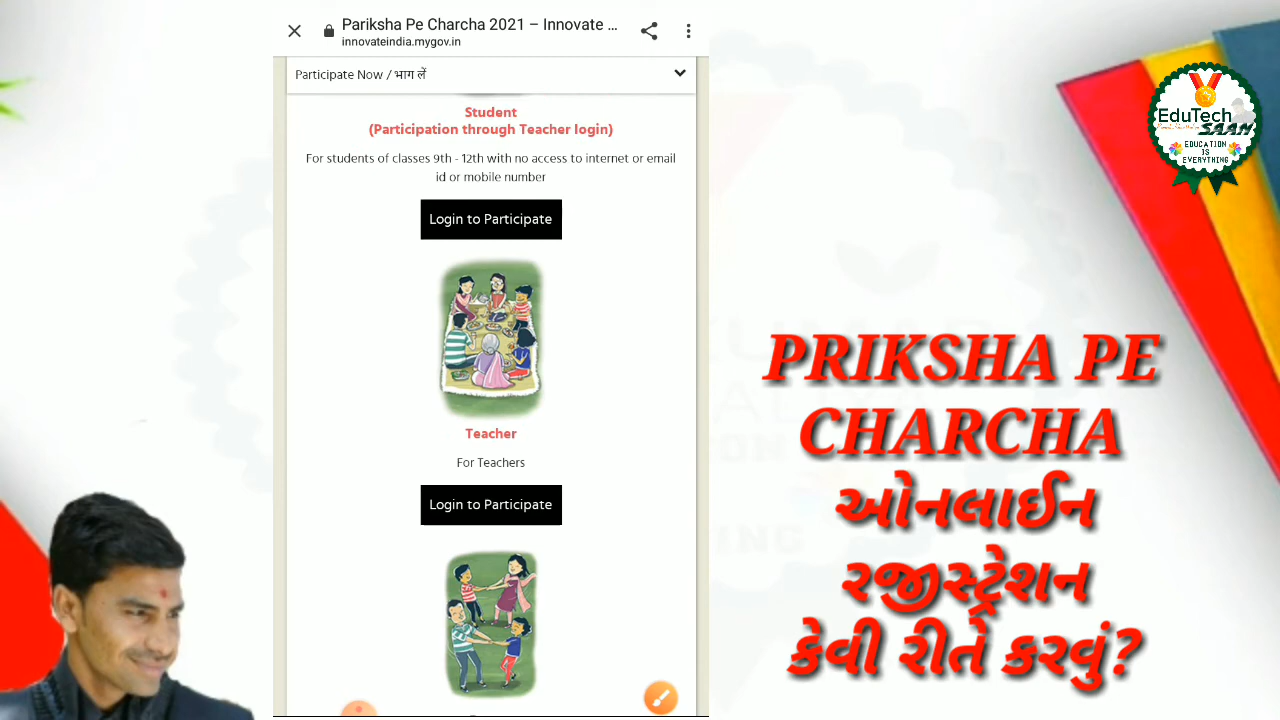 Pariksha Pe Charcha 2021 – Innovate ...
innovateindia.mygov.in
Participate Now / भाग लें
Student
(Participation through Teacher login)
For students of classes 9th - 12th with no access to internet or email
id or mobile number
Login to Participate
Teacher
For Teachers
Login to Participate
EduTech
SAAN
EDUCATION
IS
EVERYTHING
PRIKSHA PE
CHARCHA
ઓનલાઈન
રજીસ્ટ્રેશન
કેવી રીતે કરવું?